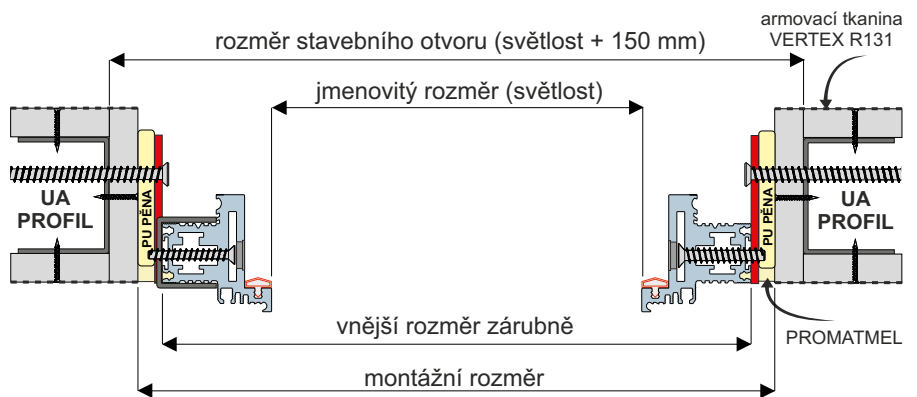 armovací tkanina
VERTEX R131
rozměr stavebního otvoru (světlost + 150 mm)
jmenovitý rozměr (světlost)
UA
PROFIL
PU PĚNA
PU PĚNA
UA
PROFIL
vnější rozměr zárubně
PROMATMEL
montážní rozměr